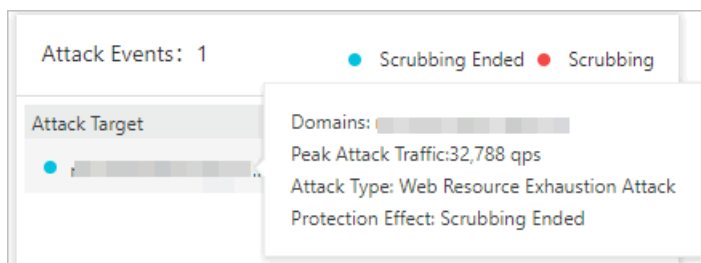 Attack Events: 1
Scrubbing Ended
Scrubbing
Attack Target
Domains:
Peak Attack Traffic:32,788 qps
Attack Type: Web Resource Exhaustion Attack
Protection Effect: Scrubbing Ended